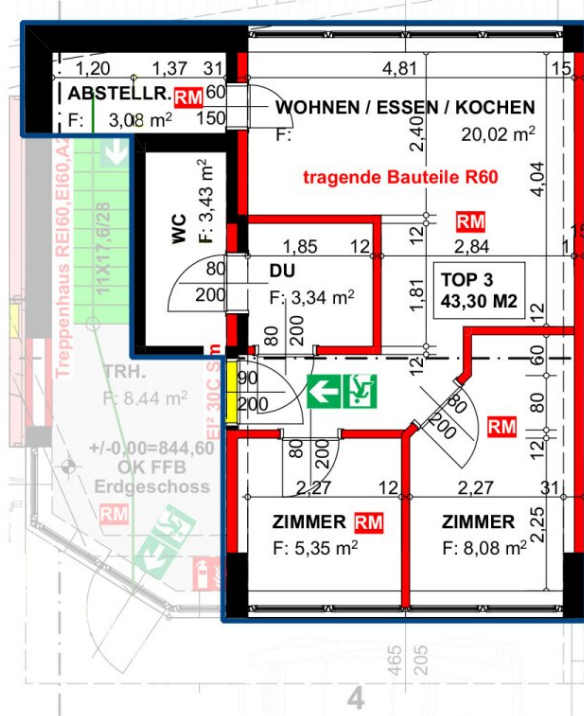 1,20 1,37 31
ABSTELLR. RM 60
F: 3,08 m² 150
4,81 15
WOHNEN / ESSEN / KOCHEN
F: 20,02 m²
2,40
4,04
tragende Bauteile R60
RM
Treppenhaus REI60,EI60,A2
11X17,6/28
WC
F: 3,43 m²
80
200
1,85 12
DU
F: 3,34 m²
12
2,84
1,81
TOP 3
43,30 M2
12
80
200
12
60
TRH.
F: 8.44 m²
EI² 30C Sm
90
200
80
200
80
RM
+/-0,00=844,60
OK FFB
Erdgeschoss
RM
80
200
12
2,27 12
2,27 31
2,25
ZIMMER RM
F: 5,35 m²
ZIMMER
F: 8,08 m²
465
205
4